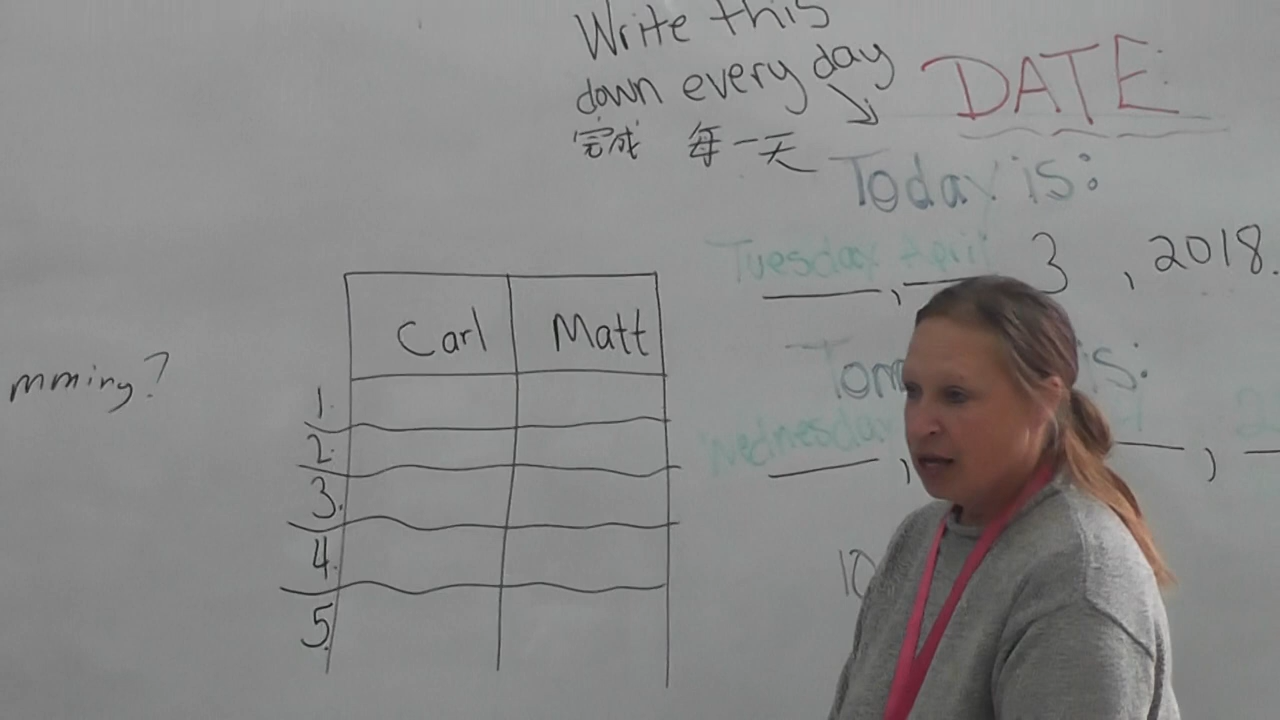 Write this
down every day
完成 每一天
DATE:
Today is:
Tuesday, April 3, 2018.
is:
Wednesday,
mming?
Carl Matt
1.
2.
3.
4.
5.
10